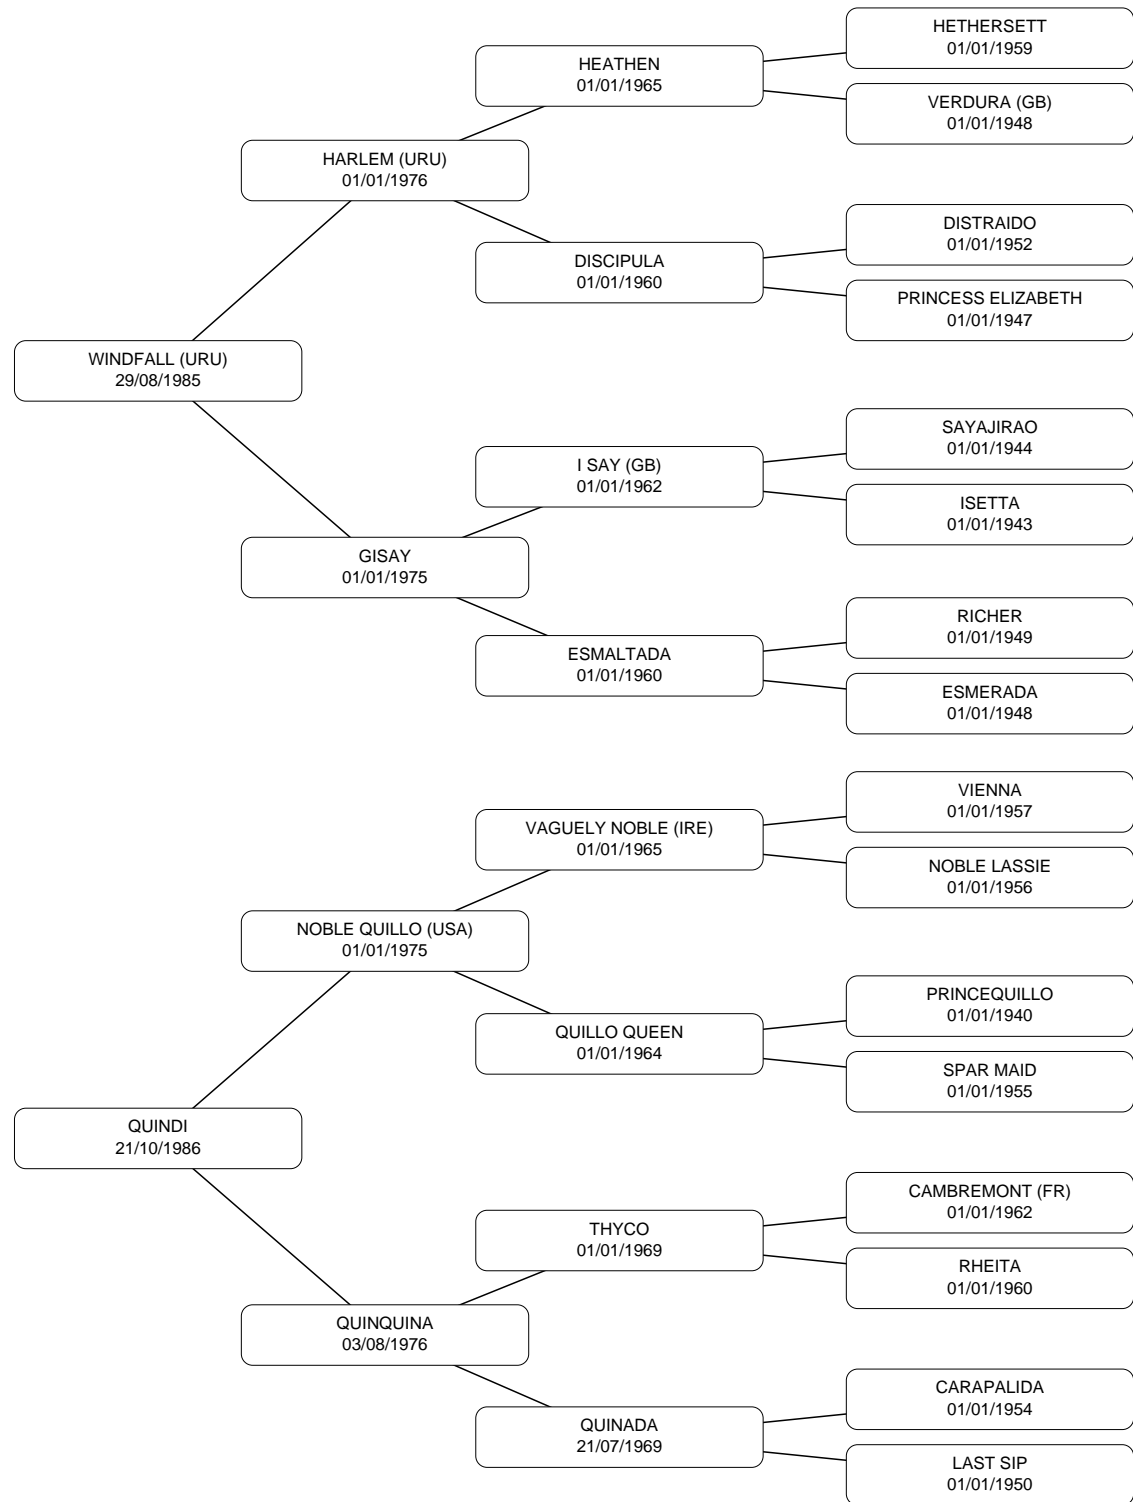 HETHERSETT
01/01/1959
HEATHEN
01/01/1965
VERDURA (GB)
01/01/1948
HARLEM (URU)
01/01/1976
DISTRAIDO
01/01/1952
DISCIPULA
01/01/1960
PRINCESS ELIZABETH
01/01/1947
WINDFALL (URU)
29/08/1985
SAYAJIRAO
01/01/1944
I SAY (GB)
01/01/1962
ISETTA
01/01/1943
GISAY
01/01/1975
RICHER
01/01/1949
ESMALTADA
01/01/1960
ESMERADA
01/01/1948
VIENNA
01/01/1957
VAGUELY NOBLE (IRE)
01/01/1965
NOBLE LASSIE
01/01/1956
NOBLE QUILLO (USA)
01/01/1975
PRINCEQUILLO
01/01/1940
QUILLO QUEEN
01/01/1964
SPAR MAID
01/01/1955
QUINDI
21/10/1986
CAMBREMONT (FR)
01/01/1962
THYCO
01/01/1969
RHEITA
01/01/1960
QUINQUINA
03/08/1976
CARAPALIDA
01/01/1954
QUINADA
21/07/1969
LAST SIP
01/01/1950